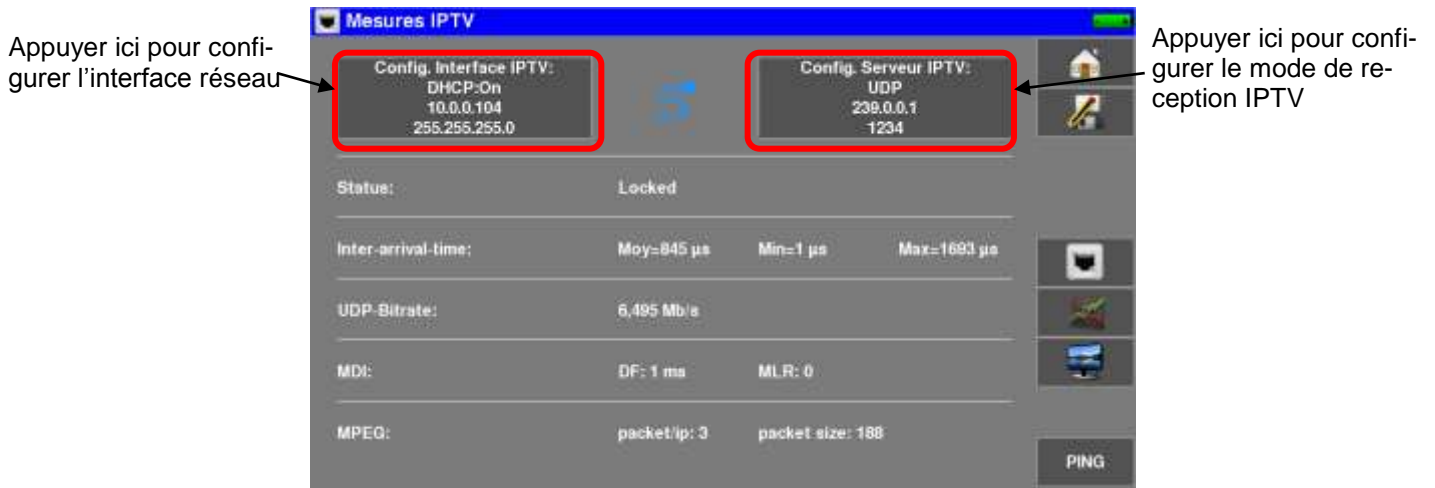 Mesures IPTV
Appuyer ici pour confi-
gurer l'interface réseau
Config. Interface IPTV:
DHCP:On
10.0.0.104
255.255.255.0
Config. Serveur IPTV:
UDP
239.0.0.1
1234
Appuyer ici pour confi-
gurer le mode de re-
ception IPTV
Status: Locked
Inter-arrival-time: Moy=845 µs Min=1 µs Max=1693 µs
UDP-Bitrate: 6,495 Mb/s
MDI: DF: 1 ms MLR: 0
MPEG: packet/ip: 3 packet size: 188
PING